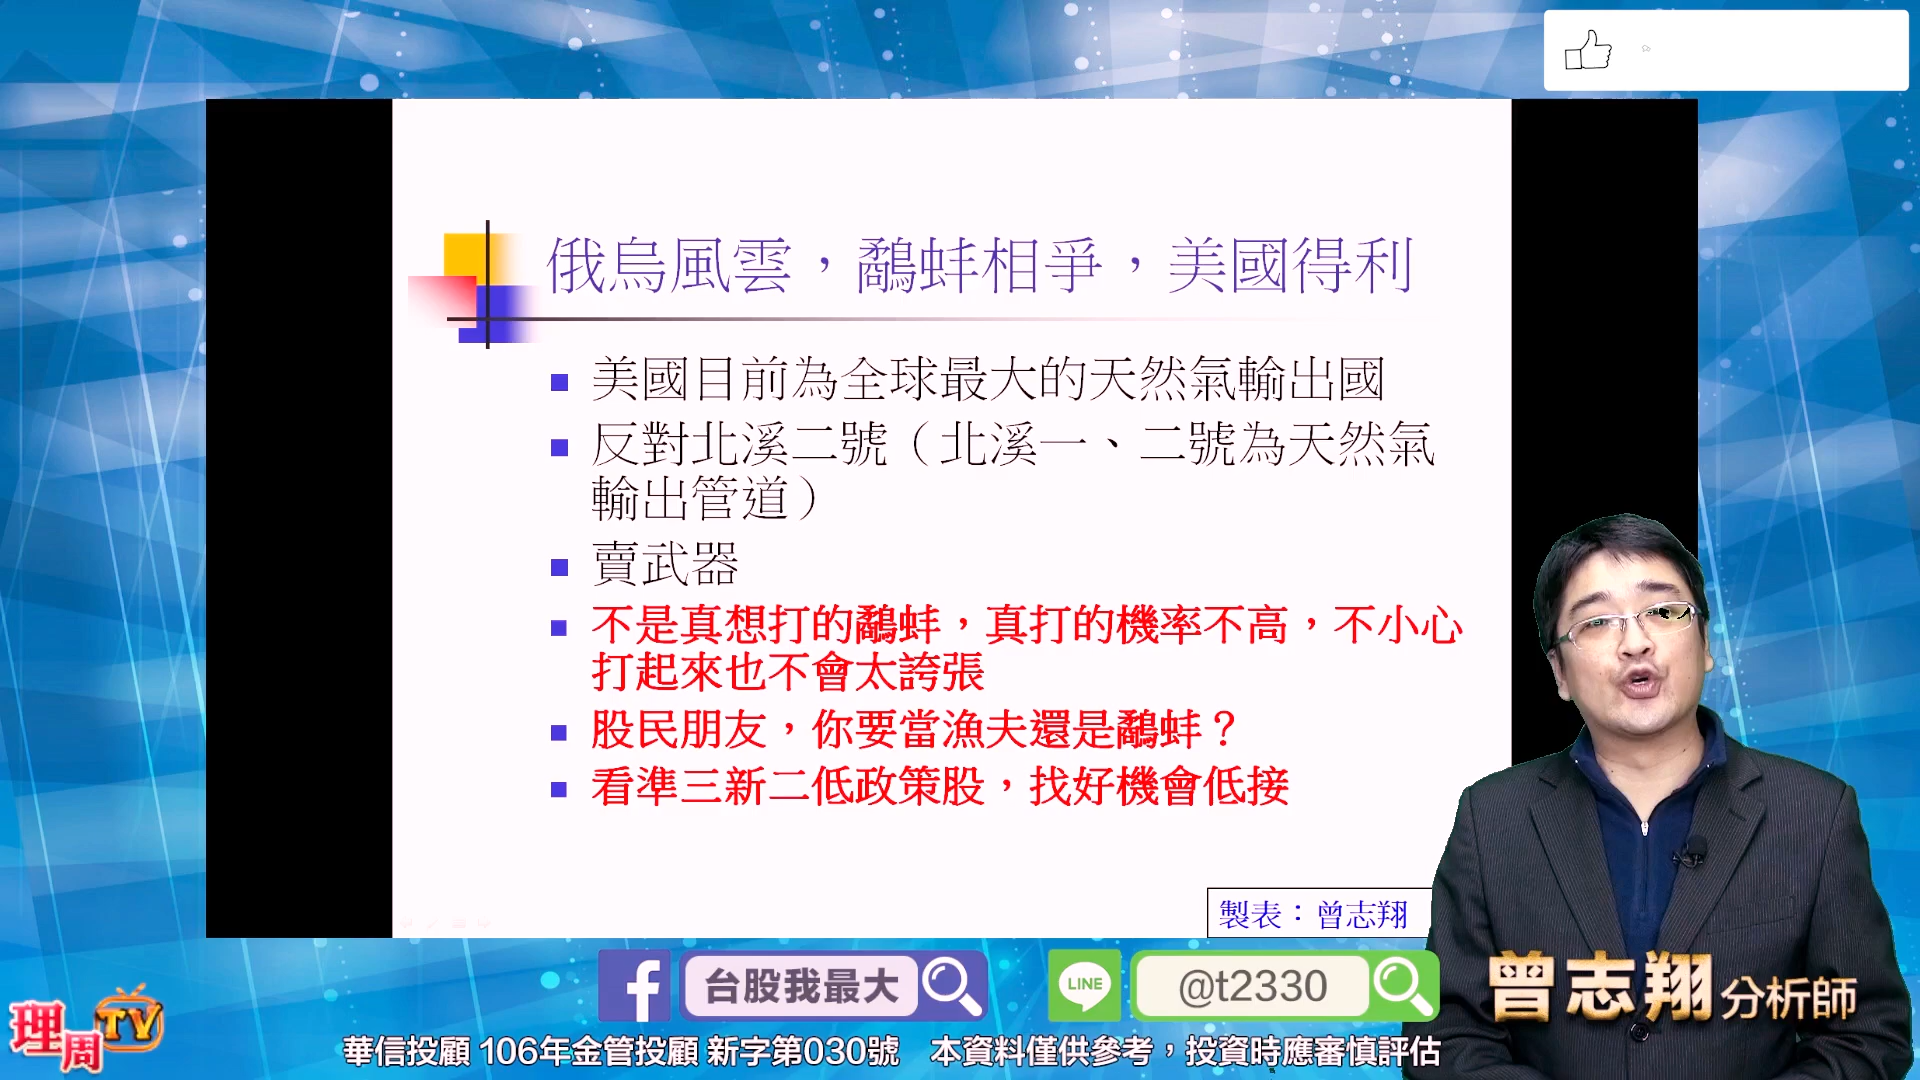 俄烏風雲，鷸蚌相爭，美國得利
美國目前為全球最大的天然氣輸出國
反對北溪二號（北溪一、二號為天然氣
輸出管道）
賣武器
不是真想打的鷸蚌，真打的機率不高，不小心
打起來也不會太誇張
股民朋友，你要當漁夫還是鷸蚌？
看準三新二低政策股，找好機會低接
製表：曾志翔
台股我最大
LINE
@t2330
曾志翔分析師
理周TV
華信投顧 106年金管投顧 新字第030號 本資料僅供參考，投資時應審慎評估